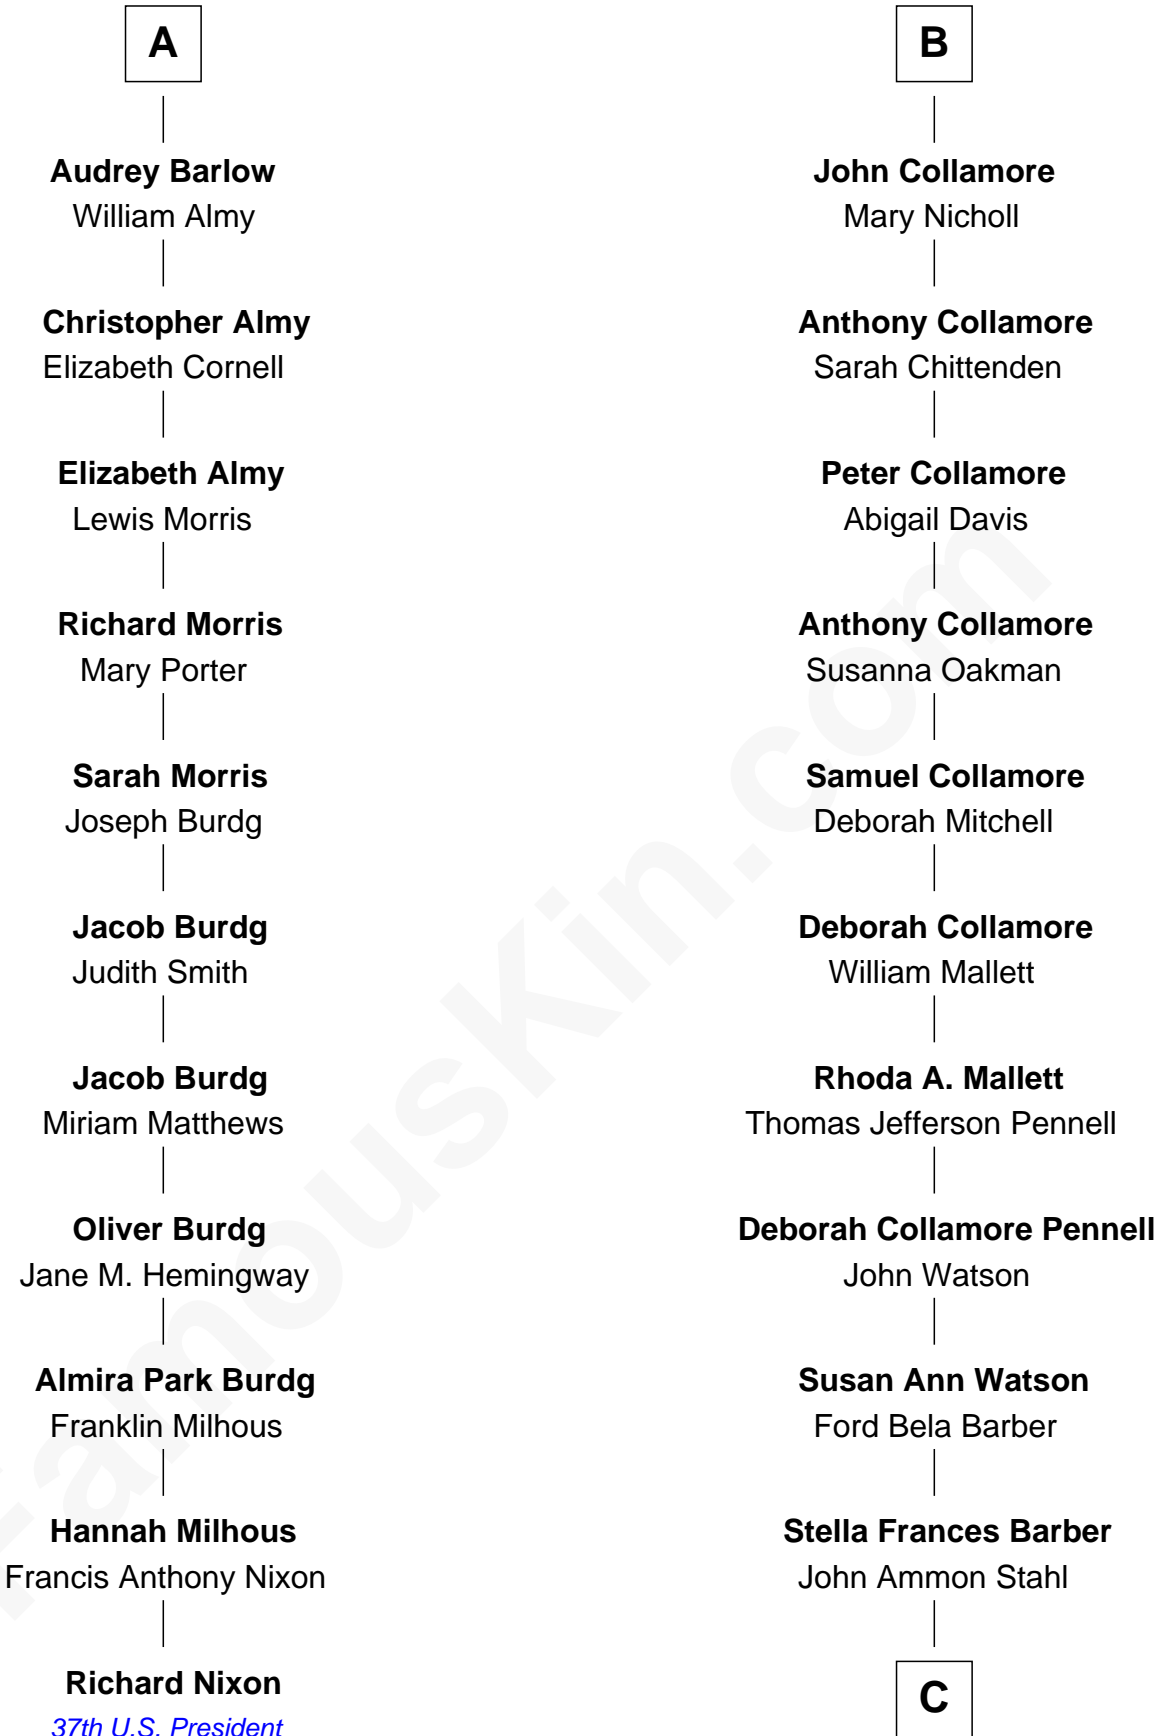 A
Audrey Barlow
William Almy
Christopher Almy
Elizabeth Cornell
Elizabeth Almy
Lewis Morris
Richard Morris
Mary Porter
Sarah Morris
Joseph Burdg
Jacob Burdg
Judith Smith
Jacob Burdg
Miriam Matthews
Oliver Burdg
Jane M. Hemingway
Almira Park Burdg
Franklin Milhous
Hannah Milhous
Francis Anthony Nixon
Richard Nixon
37th U.S. President
B
John Collamore
Mary Nicholl
Anthony Collamore
Sarah Chittenden
Peter Collamore
Abigail Davis
Anthony Collamore
Susanna Oakman
Samuel Collamore
Deborah Mitchell
Deborah Collamore
William Mallett
Rhoda A. Mallett
Thomas Jefferson Pennell
Deborah Collamore Pennell
John Watson
Susan Ann Watson
Ford Bela Barber
Stella Frances Barber
John Ammon Stahl
C
FamousKin.com